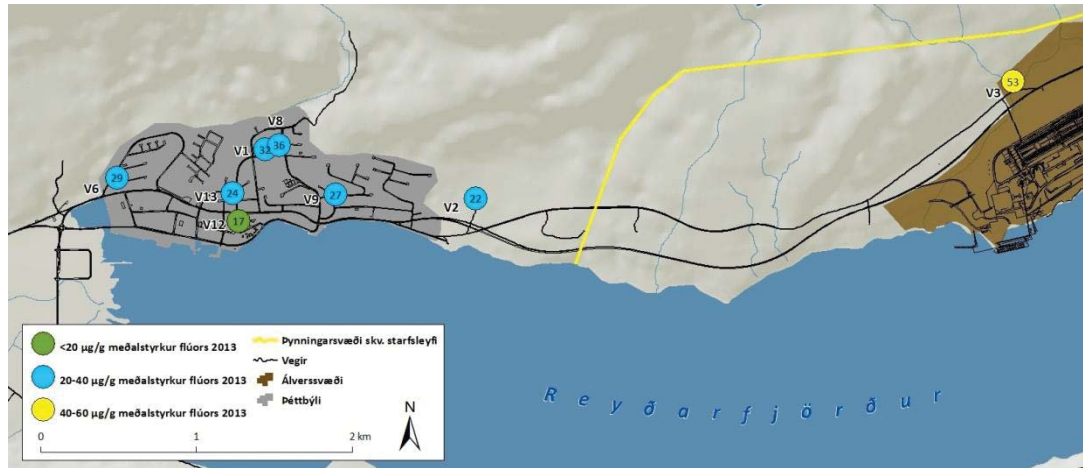 53
V3
V8
V1
32
36
29
V6
V13
24
V9
27
V2
22
V12
17
<20 µg/g meðalstyrkur flúors 2013
20-40 µg/g meðalstyrkur flúors 2013
40-60 µg/g meðalstyrkur flúors 2013
Þynningarsvæði skv. starfsleyfi
Vegir
Álverssvæði
Þéttbýli
N
0 1 2 km
Reyðarfjörður